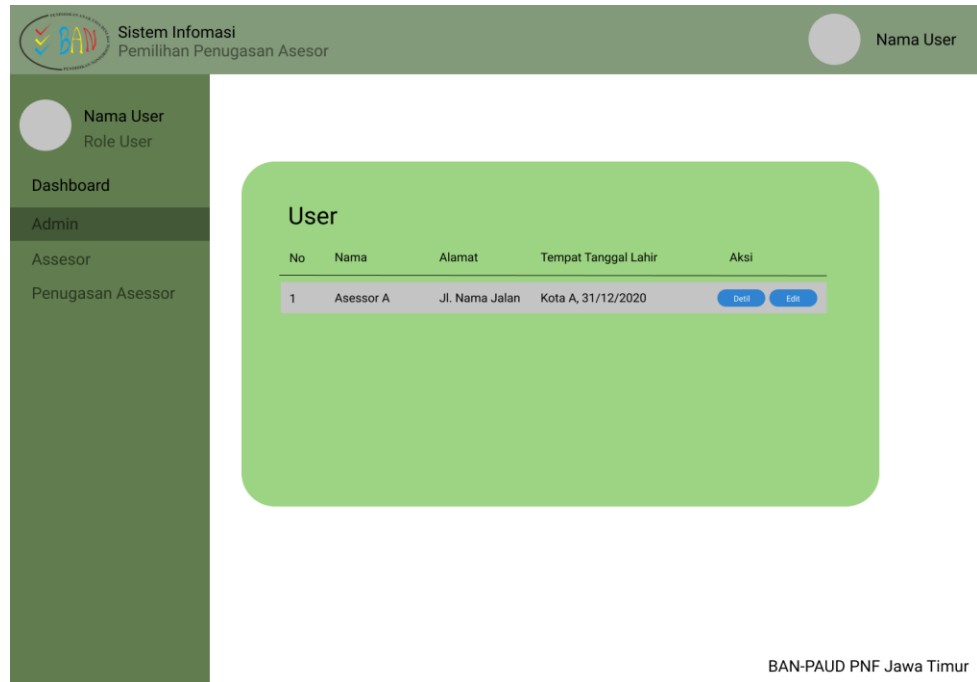 BAN
Sistem Infomasi
Pemilihan Penugasan Asesor
Nama User
Nama User
Role User
Dashboard
Admin
Assesor
Penugasan Asessor
User
No Nama Alamat Tempat Tanggal Lahir Aksi
1 Asessor A Jl. Nama Jalan Kota A, 31/12/2020 Detil Edit
BAN-PAUD PNF Jawa Timur